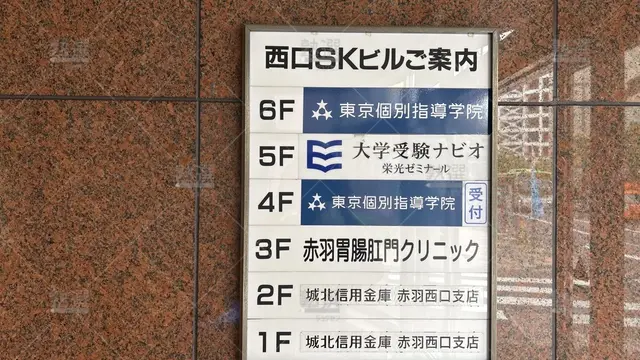 西口SKビルご案内
6F 東京個別指導学院
5F 大学受験ナビオ
栄光ゼミナール
4F 東京個別指導学院 受付
3F 赤羽胃腸肛門クリニック
2F 城北信用金庫 赤羽西口支店
1F 城北信用金庫 赤羽西口支店